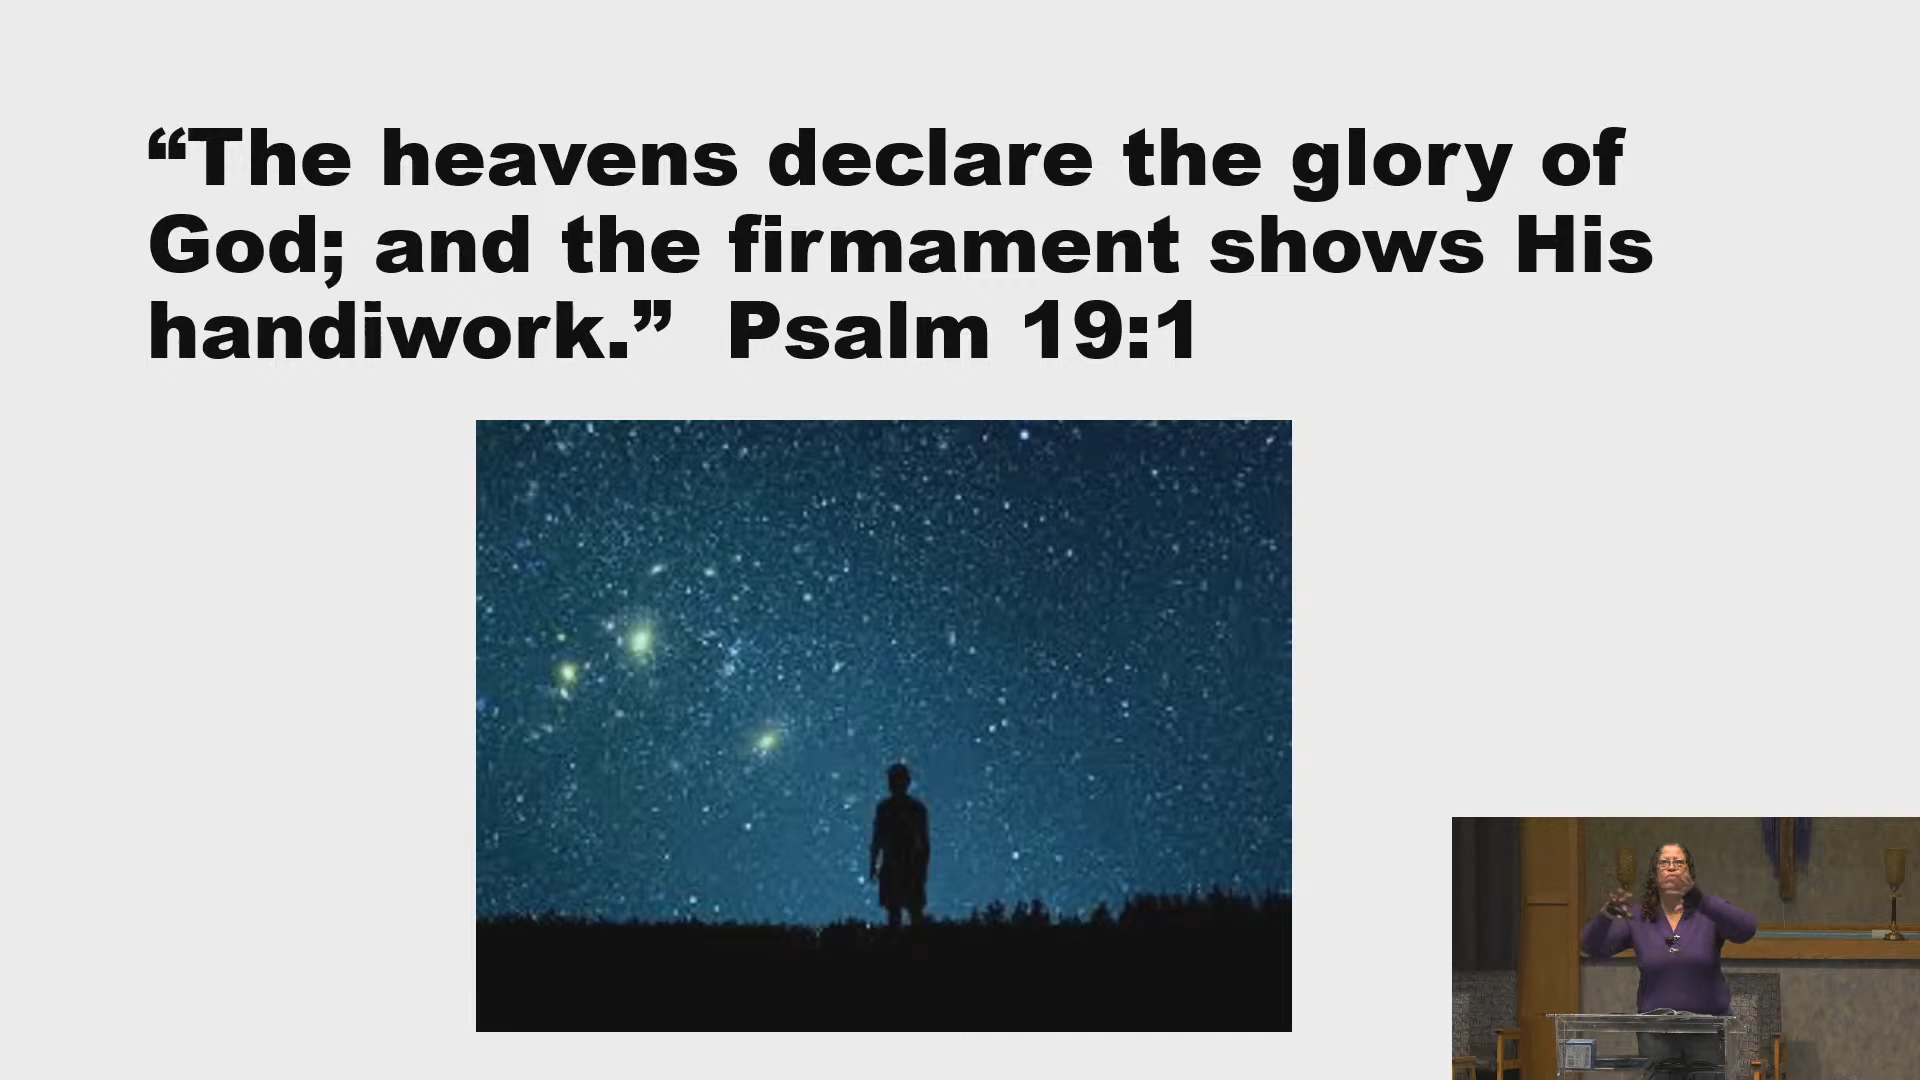 “The heavens declare the glory of
God; and the firmament shows His
handiwork.”  Psalm 19:1